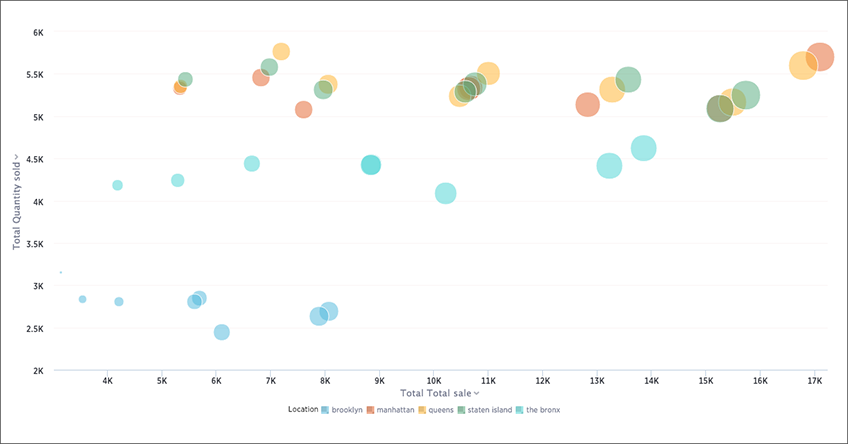 6K
5.5K
5K
4.5K
4K
3.5K
3K
2.5K
2K
Total Quantity sold
4K 5K 6K 7K 8K 9K 10K 11K 12K 13K 14K 15K 16K 17K
Total Total sale
Location brooklyn manhattan queens staten island the bronx